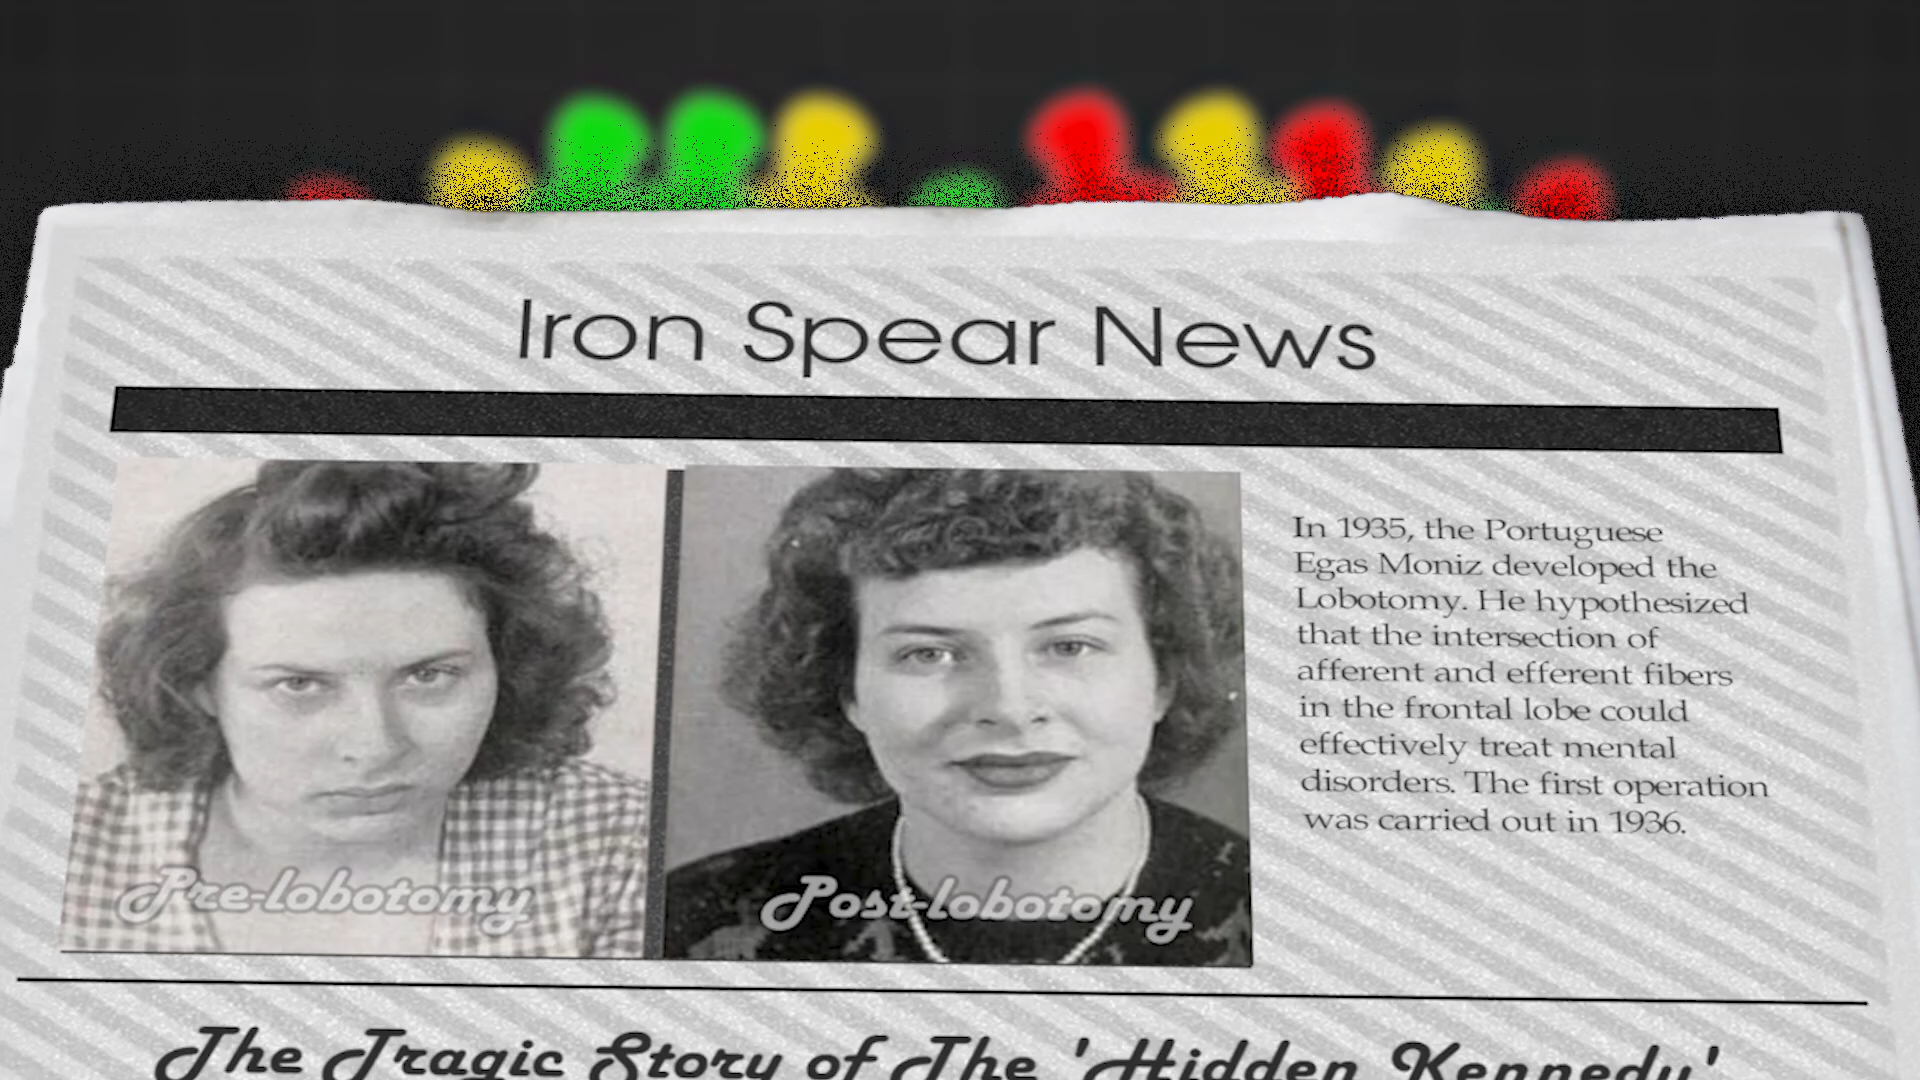 Iron Spear News
In 1935, the Portuguese
Egas Moniz developed the
Lobotomy. He hypothesized
that the intersection of
afferent and efferent fibers
in the frontal lobe could
effectively treat mental
disorders. The first operation
was carried out in 1936.
Pre-lobotomy
Post-lobotomy
The Tragic Story of The 'Hidden Kennedy'